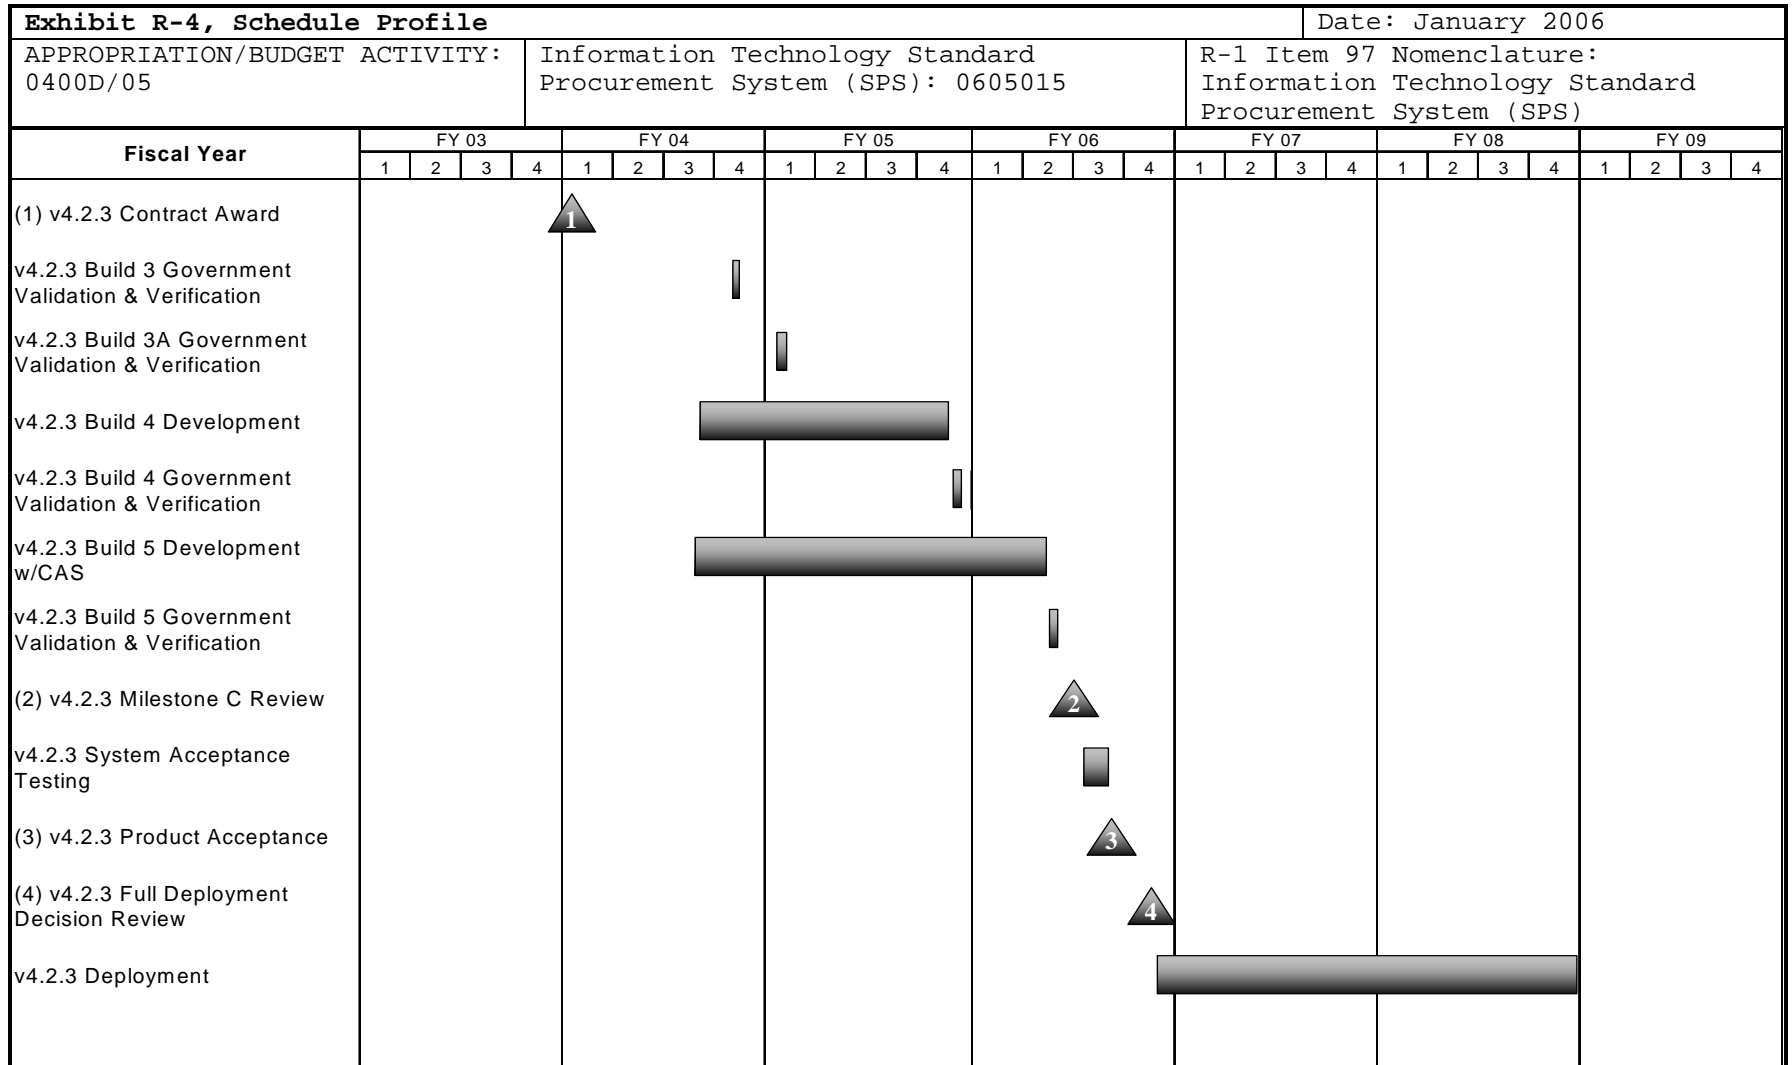 Exhibit R-4, Schedule Profile
Date: January 2006
APPROPRIATION/BUDGET ACTIVITY:
0400D/05
Information Technology Standard
Procurement System (SPS): 0605015
R-1 Item 97 Nomenclature:
Information Technology Standard
Procurement System (SPS)
Fiscal Year
FY 03 FY 04 FY 05 FY 06 FY 07 FY 08 FY 09
1 2 3 4 1 2 3 4 1 2 3 4 1 2 3 4 1 2 3 4 1 2 3 4 1 2 3 4
(1) v4.2.3 Contract Award
1
v4.2.3 Build 3 Government
Validation & Verification
v4.2.3 Build 3A Government
Validation & Verification
v4.2.3 Build 4 Development
v4.2.3 Build 4 Government
Validation & Verification
v4.2.3 Build 5 Development
w/CAS
v4.2.3 Build 5 Government
Validation & Verification
(2) v4.2.3 Milestone C Review
2
v4.2.3 System Acceptance
Testing
(3) v4.2.3 Product Acceptance
3
(4) v4.2.3 Full Deployment
Decision Review
4
v4.2.3 Deployment